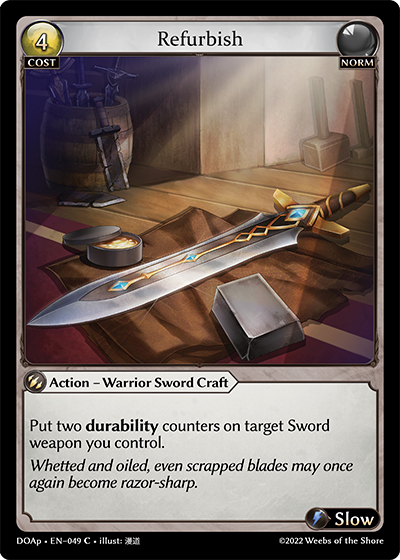 4
COST
Refurbish
NORM
Action – Warrior Sword Craft
Put two durability counters on target Sword
weapon you control.
Whetted and oiled, even scrapped blades may once
again become razor-sharp.
DOAp • EN-049 C • illust: 漫道
Slow
©2022 Weebs of the Shore